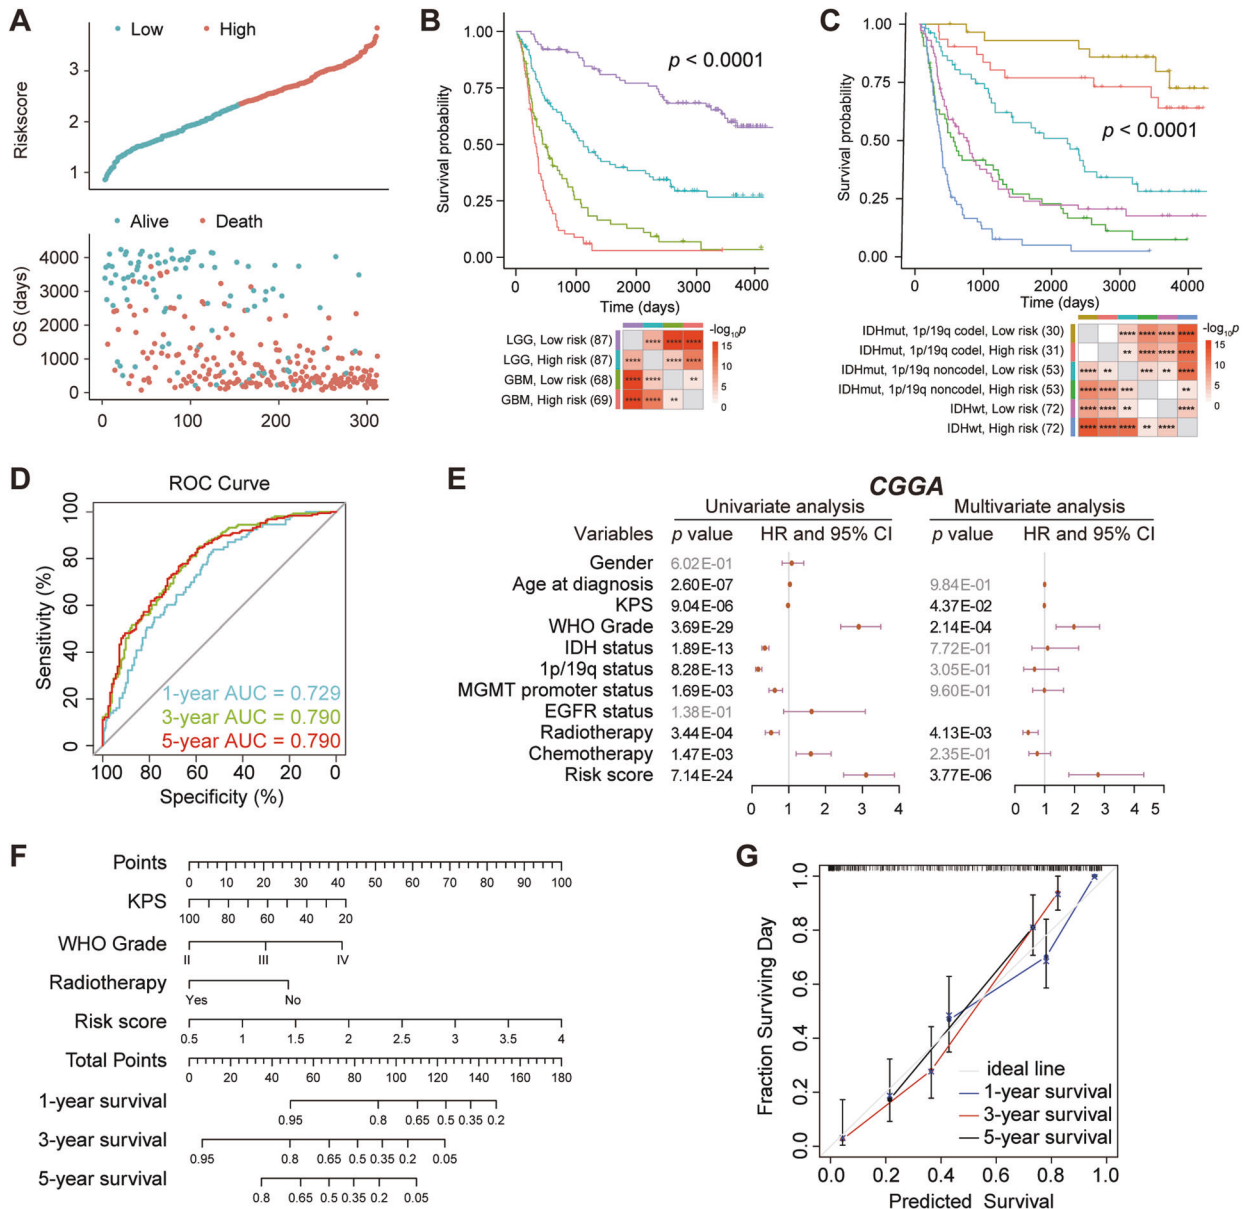 A
Low High
Riskscore
3
2
1
Alive Death
OS (days)
4000
3000
2000
1000
0
0 100 200 300
B
Survival probability
1.00
0.75
0.50
0.25
0.00
p < 0.0001
0 1000 2000 3000 4000
Time (days)
-log10p
LGG, Low risk (87) **** **** ****
LGG, High risk (87) **** **** ****
GBM, Low risk (68) **** **** **
GBM, High risk (69) **** **** **
15
10
5
0
C
Survival probability
1.00
0.75
0.50
0.25
0.00
p < 0.0001
0 1000 2000 3000 4000
Time (days)
-log10p
IDHmut, 1p/19q codel, Low risk (30) **** **** **** ****
IDHmut, 1p/19q codel, High risk (31) ** **** **** ****
IDHmut, 1p/19q noncodel, Low risk (53) **** ** *** ** ****
IDHmut, 1p/19q noncodel, High risk (53) **** **** *** **
IDHwt, Low risk (72) **** **** ** ****
IDHwt, High risk (72) **** **** **** ** ****
15
10
5
0
D
ROC Curve
Sensitivity (%)
100
80
60
40
20
0
1-year AUC = 0.729
3-year AUC = 0.790
5-year AUC = 0.790
100 80 60 40 20 0
Specificity (%)
E
CGGA
Univariate analysis Multivariate analysis
Variables p value HR and 95% CI p value HR and 95% CI
Gender 6.02E-01
Age at diagnosis 2.60E-07 9.84E-01
KPS 9.04E-06 4.37E-02
WHO Grade 3.69E-29 2.14E-04
IDH status 1.89E-13 7.72E-01
1p/19q status 8.28E-13 3.05E-01
MGMT promoter status 1.69E-03 9.60E-01
EGFR status 1.38E-01
Radiotherapy 3.44E-04 4.13E-03
Chemotherapy 1.47E-03 2.35E-01
Risk score 7.14E-24 3.77E-06
0 1 2 3 4 0 1 2 3 4 5
F
Points
0 10 20 30 40 50 60 70 80 90 100
KPS
100 80 60 40 20
WHO Grade
II III IV
Radiotherapy
Yes No
Risk score
0.5 1 1.5 2 2.5 3 3.5 4
Total Points
0 20 40 60 80 100 120 140 160 180
1-year survival
0.95 0.8 0.65 0.5 0.35 0.2
3-year survival
0.95 0.8 0.65 0.5 0.35 0.2 0.05
5-year survival
0.8 0.65 0.5 0.35 0.2 0.05
G
Fraction Surviving Day
1.0
0.8
0.6
0.4
0.2
0.0
ideal line
1-year survival
3-year survival
5-year survival
0.0 0.2 0.4 0.6 0.8 1.0
Predicted Survival